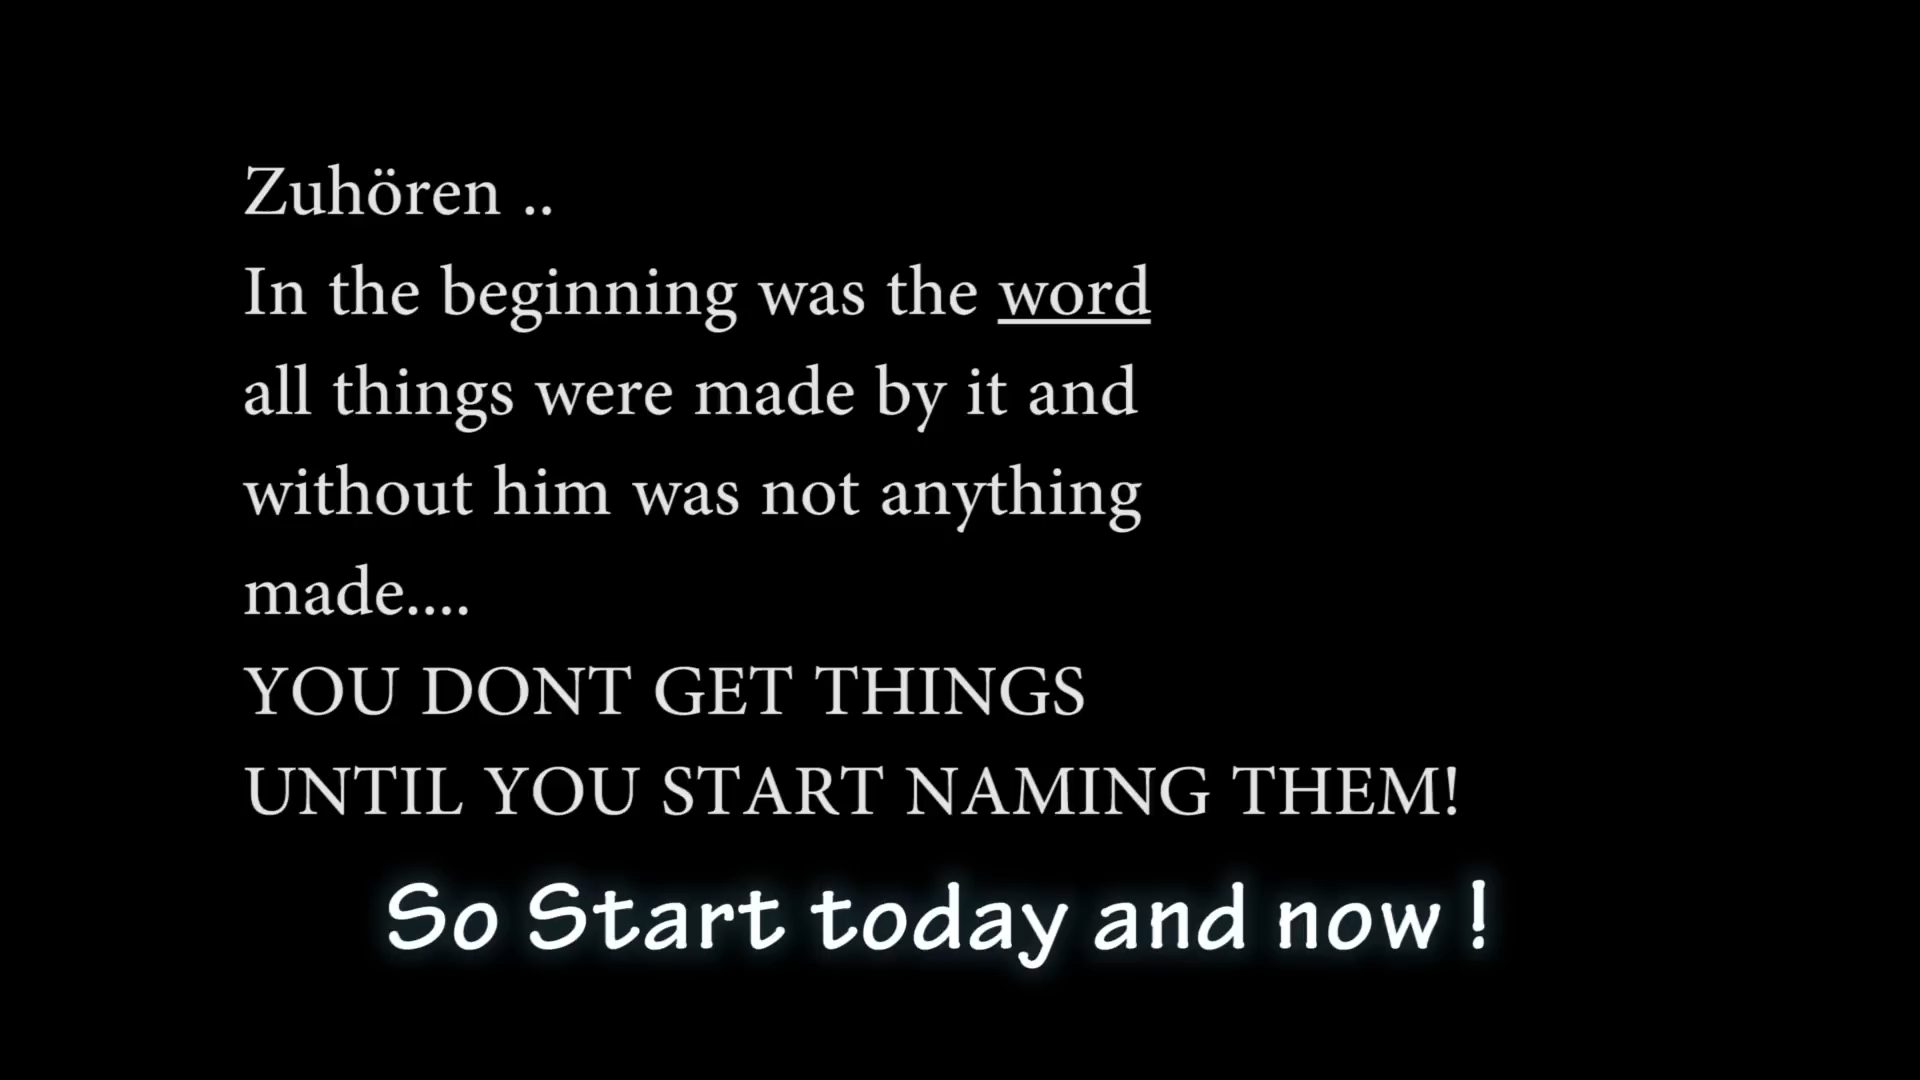 Zuhören ..
In the beginning was the word
all things were made by it and
without him was not anything
made....
YOU DONT GET THINGS
UNTIL YOU START NAMING THEM!
So Start today and now !